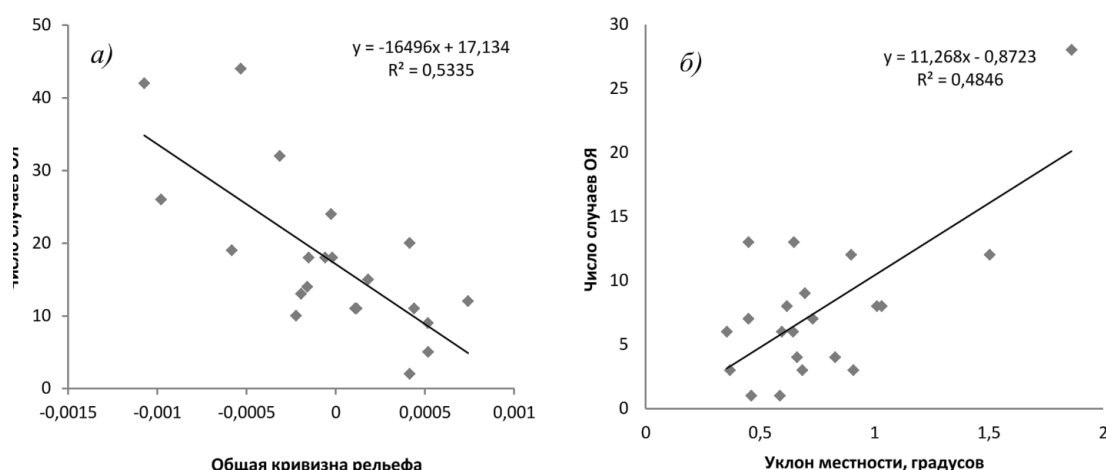 а)
y = -16496x + 17,134
R² = 0,5335
50
40
30
20
10
0
-0,0015 -0,001 -0,0005 0 0,0005 0,001
случаев ОЯ
Общая кривизна рельефа
б)
y = 11,268x - 0,8723
R² = 0,4846
30
25
20
15
10
5
0
0 0,5 1 1,5 2
Число случаев ОЯ
Уклон местности, градусов